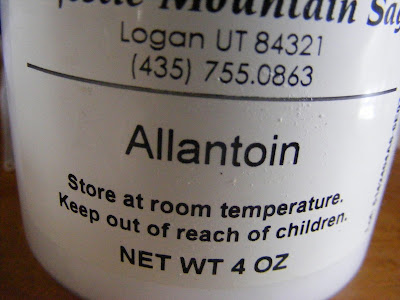 Mountain Sag
Logan UT 84321
(435) 755.0863
Allantoin
Store at room temperature.
Keep out of reach of children.
NET WT 4 OZ